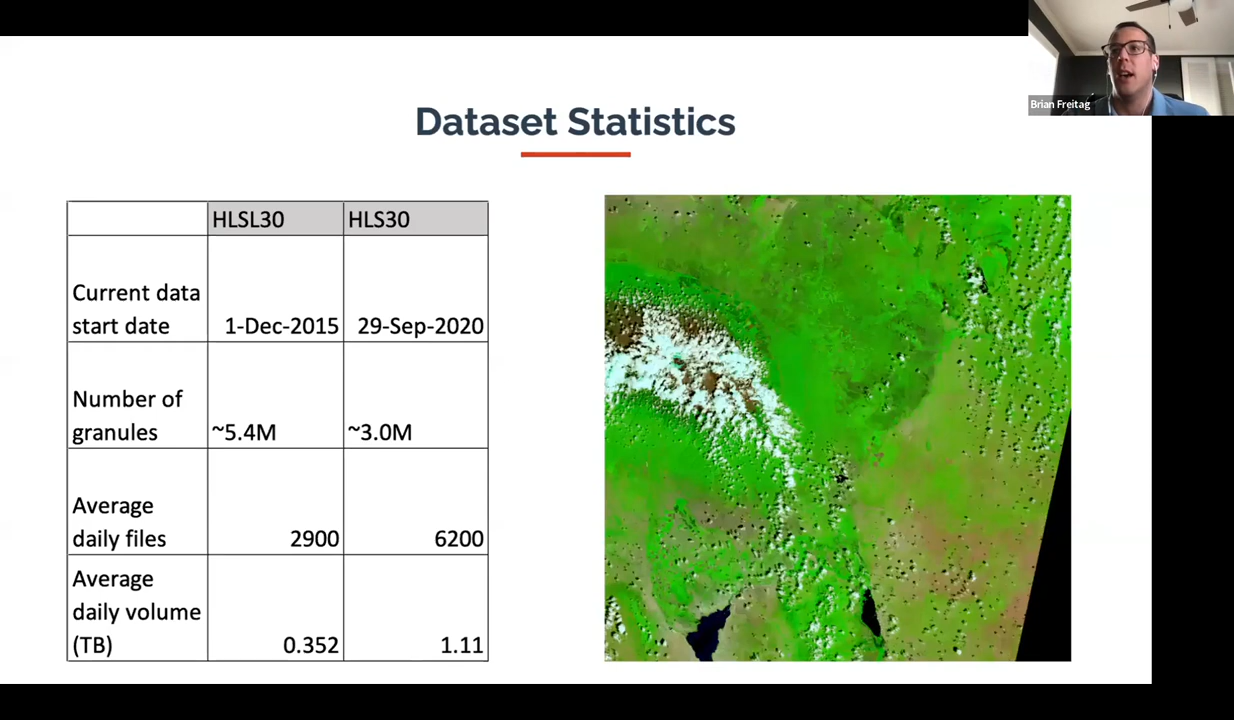 Brian Freitag
Dataset Statistics
HLSL30 HLS30
Current data
start date 1-Dec-2015 29-Sep-2020
Number of
granules ~5.4M ~3.0M
Average
daily files 2900 6200
Average
daily volume
(TB) 0.352 1.11